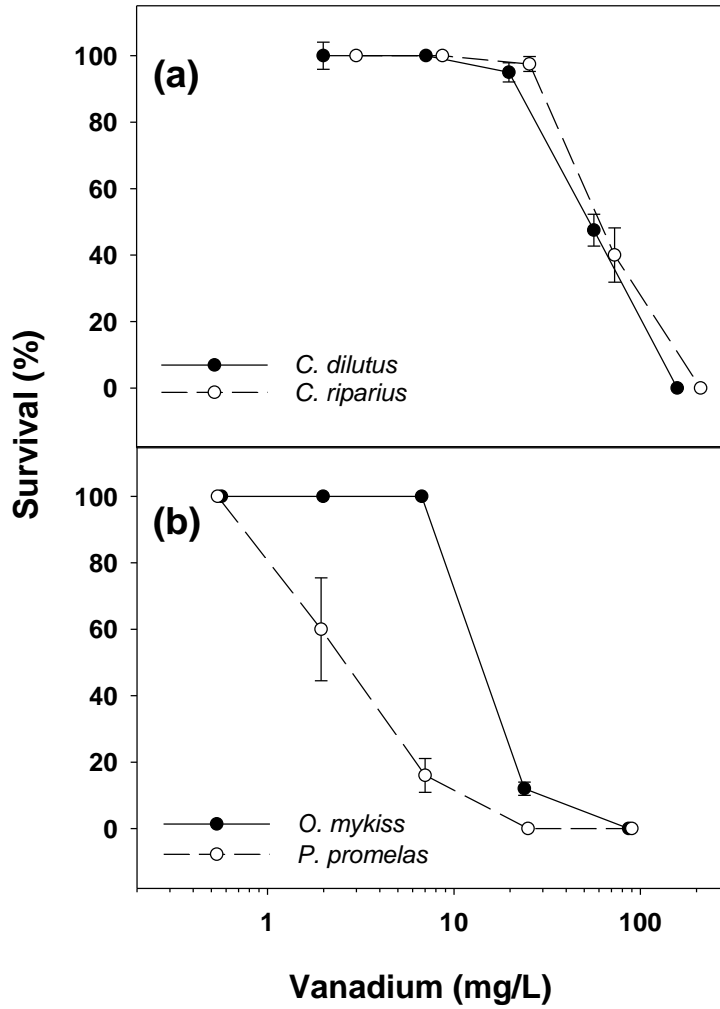 100
(a)
80
60
40
20
0
C. dilutus
C. riparius
Survival (%)
100
(b)
80
60
40
20
0
O. mykiss
P. promelas
1 10 100
Vanadium (mg/L)